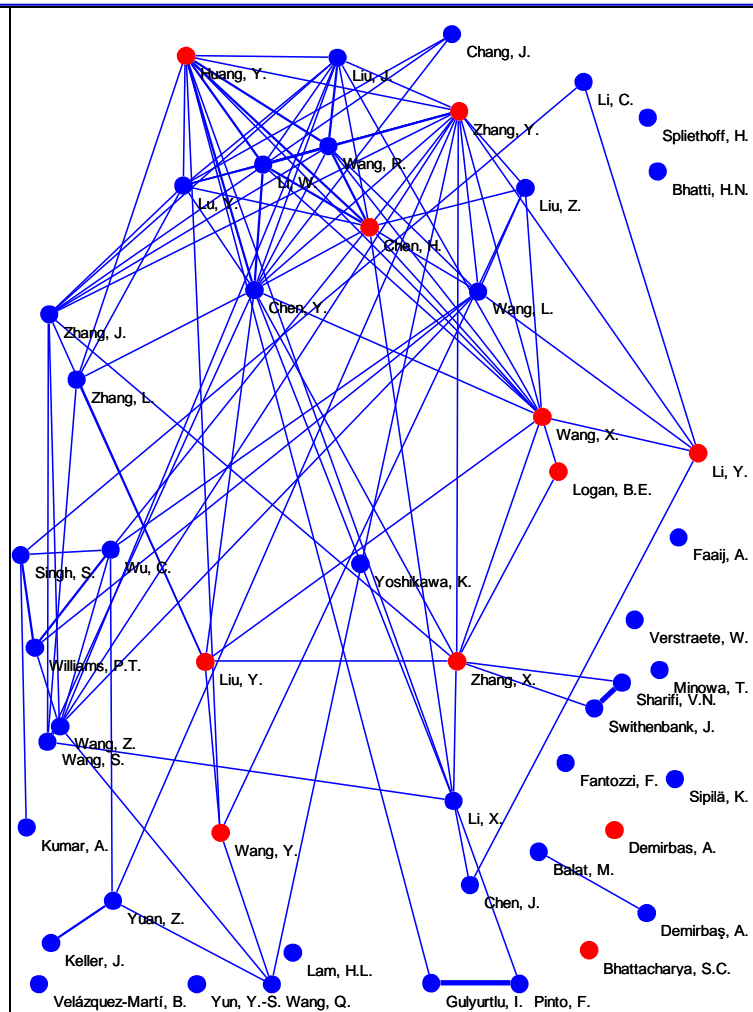 Chang, J.
Huang, Y.
Liu, J.
Li, C.
Zhang, Y.
Spliethoff, H.
Wang, R.
Li, W.
Bhatti, H.N.
Lu, Y.
Liu, Z.
Chen, H.
Chen, Y.
Wang, L.
Zhang, J.
Zhang, L.
Wang, X.
Li, Y.
Logan, B.E.
Faaij, A.
Singh, S.
Wu, C.
Yoshikawa, K.
Verstraete, W.
Williams, P.T.
Liu, Y.
Zhang, X.
Minowa, T.
Sharifi, V.N.
Swithenbank, J.
Wang, Z.
Wang, S.
Fantozzi, F.
Sipilä, K.
Li, X.
Kumar, A.
Wang, Y.
Demirbas, A.
Balat, M.
Chen, J.
Yuan, Z.
Demirbaş, A.
Keller, J.
Lam, H.L.
Bhattacharya, S.C.
Velázquez-Martí, B.
Yun, Y.-S.
Wang, Q.
Gulyurtlu, I.
Pinto, F.